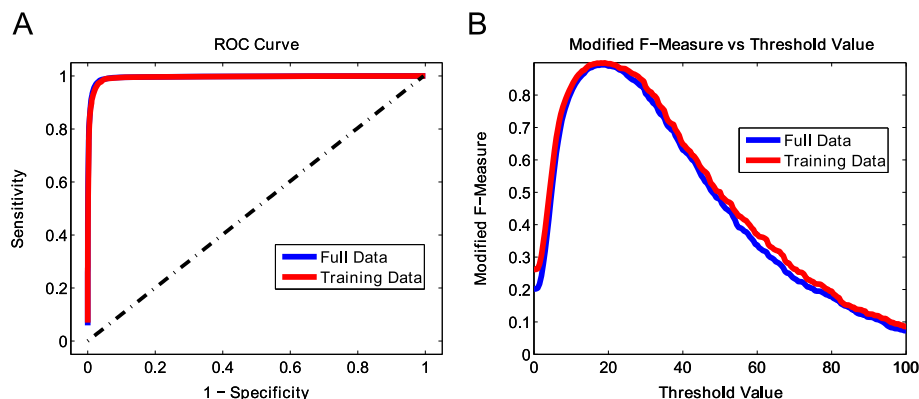 A
ROC Curve
1
0.8
0.6
0.4
0.2
0
Sensitivity
Full Data
Training Data
0 0.2 0.4 0.6 0.8 1
1 − Specificity
B
Modified F−Measure vs Threshold Value
0.9
0.8
0.7
0.6
0.5
0.4
0.3
0.2
0.1
Modified F−Measure
Full Data
Training Data
0 20 40 60 80 100
Threshold Value